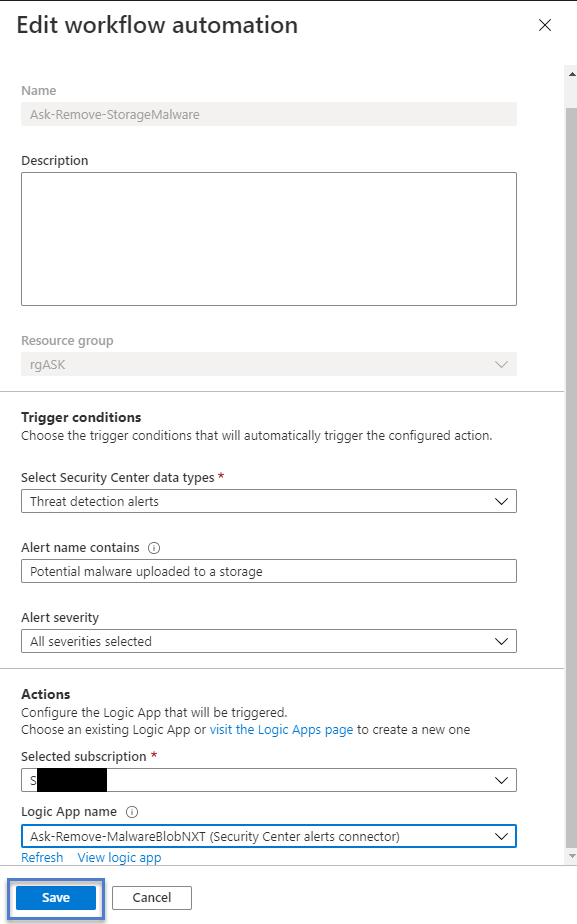 Edit workflow automation
Name
Ask-Remove-StorageMalware
Description
Resource group
rgASK
Trigger conditions
Choose the trigger conditions that will automatically trigger the configured action.
Select Security Center data types *
Threat detection alerts
Alert name contains
Potential malware uploaded to a storage
Alert severity
All severities selected
Actions
Configure the Logic App that will be triggered.
Choose an existing Logic App or visit the Logic Apps page to create a new one
Selected subscription *
S
Logic App name
Ask-Remove-MalwareBlobNXT (Security Center alerts connector)
Refresh View logic app
Save Cancel